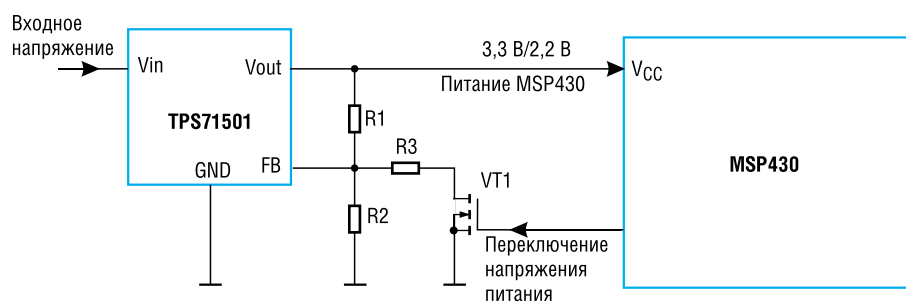 Входное
напряжение
Vin
Vout
TPS71501
GND
FB
R1
R2
R3
VT1
3,3 В/2,2 В
Питание MSP430
VCC
MSP430
Переключение
напряжения
питания